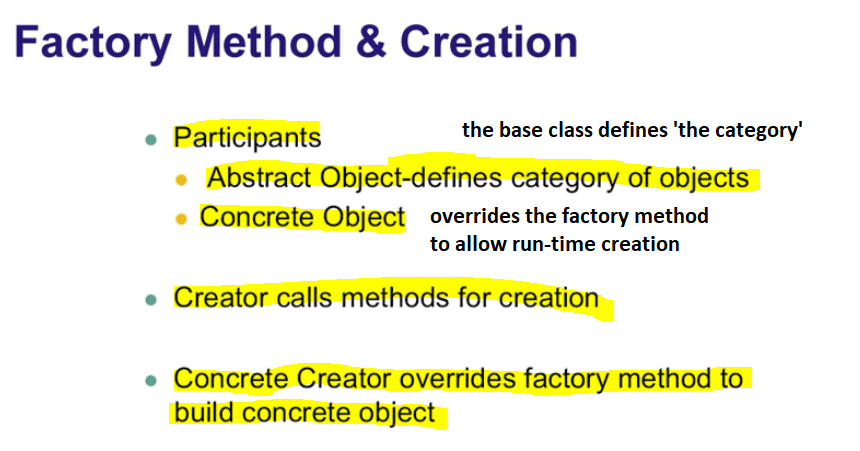 Factory Method & Creation
Participants
the base class defines 'the category'
Abstract Object-defines category of objects
Concrete Object
overrides the factory method
to allow run-time creation
Creator calls methods for creation
Concrete Creator overrides factory method to
build concrete object